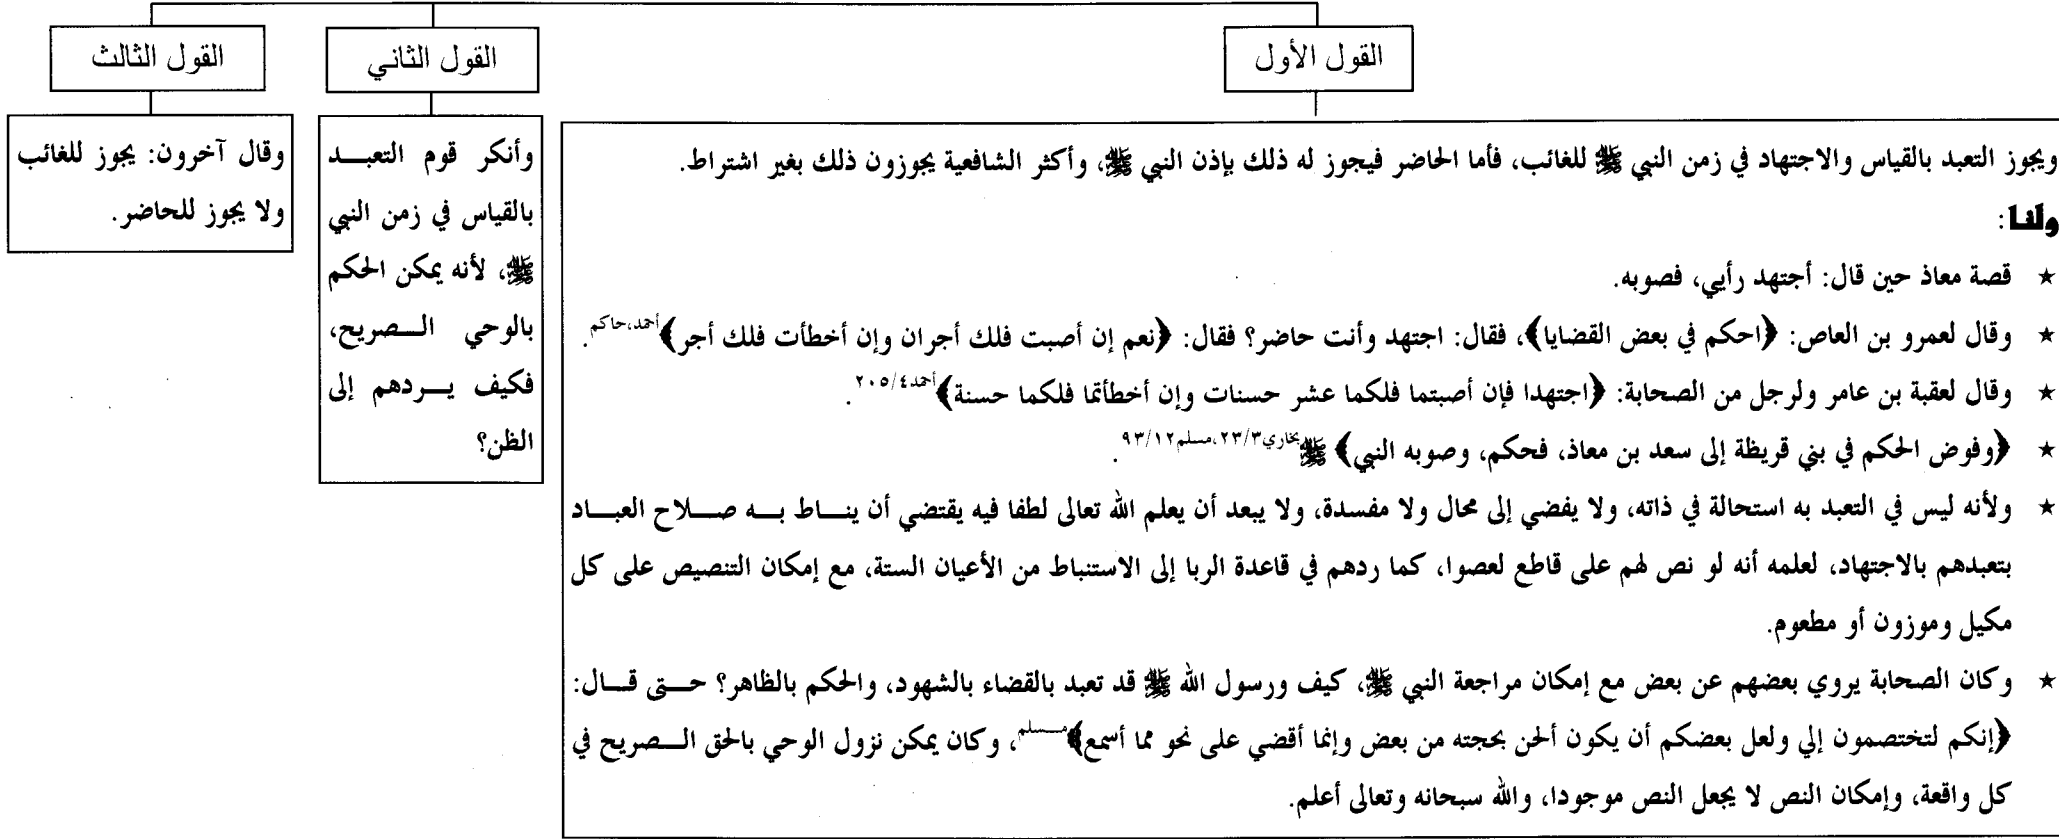 القول الأول
ويجوز التعبد بالقياس والاجتهاد في زمن النبي ﷺ للغائب، فأما الحاضر فيجوز له ذلك بإذن النبي ﷺ، وأكثر الشافعية يجوزون ذلك بغير اشتراط.
ولنا:
★ قصة معاذ حين قال: أجتهد رأيي، فصوبه.
★ وقال لعمرو بن العاص: ﴿احكم في بعض القضايا﴾، فقال: اجتهد وأنت حاضر؟ فقال: ﴿نعم إن أصبت فلك أجران وإن أخطأت فلك أجر﴾ أحمد،حاكم.
★ وقال لعقبة بن عامر ولرجل من الصحابة: ﴿اجتهدا فإن أصبتما فلكما عشر حسنات وإن أخطأتما فلكما حسنة﴾ أحمد٢٠٥/٤.
★ ﴿وفوض الحكم في بني قريظة إلى سعد بن معاذ، فحكم، وصوبه النبي﴾ ﷺ بخاري٢٣/٣،مسلم٩٣/١٢.
★ ولأنه ليس في التعبد به استحالة في ذاته، ولا يفضي إلى محال ولا مفسدة، ولا يبعد أن يعلم الله تعالى لطفا فيه يقتضي أن يناط به صلاح العباد
بتعبدهم بالاجتهاد، لعلمه أنه لو نص لهم على قاطع لعصوا، كما ردهم في قاعدة الربا إلى الاستنباط من الأعيان الستة، مع إمكان التنصيص على كل
مكيل وموزون أو مطعوم.
★ وكان الصحابة يروي بعضهم عن بعض مع إمكان مراجعة النبي ﷺ، كيف ورسول الله ﷺ قد تعبد بالقضاء بالشهود، والحكم بالظاهر؟ حتى قال:
﴿إنكم لتختصمون إلي ولعل بعضكم أن يكون ألحن بحجته من بعض وإنما أقضي على نحو مما أسمع﴾ مسلم، وكان يمكن نزول الوحي بالحق الصريح في
كل واقعة، وإمكان النص لا يجعل النص موجودا، والله سبحانه وتعالى أعلم.
القول الثاني
وأنكر قوم التعبد
بالقياس في زمن النبي
ﷺ، لأنه يمكن الحكم
بالوحي الصريح،
فكيف يردهم إلى
الظن؟
القول الثالث
وقال آخرون: يجوز للغائب
ولا يجوز للحاضر.